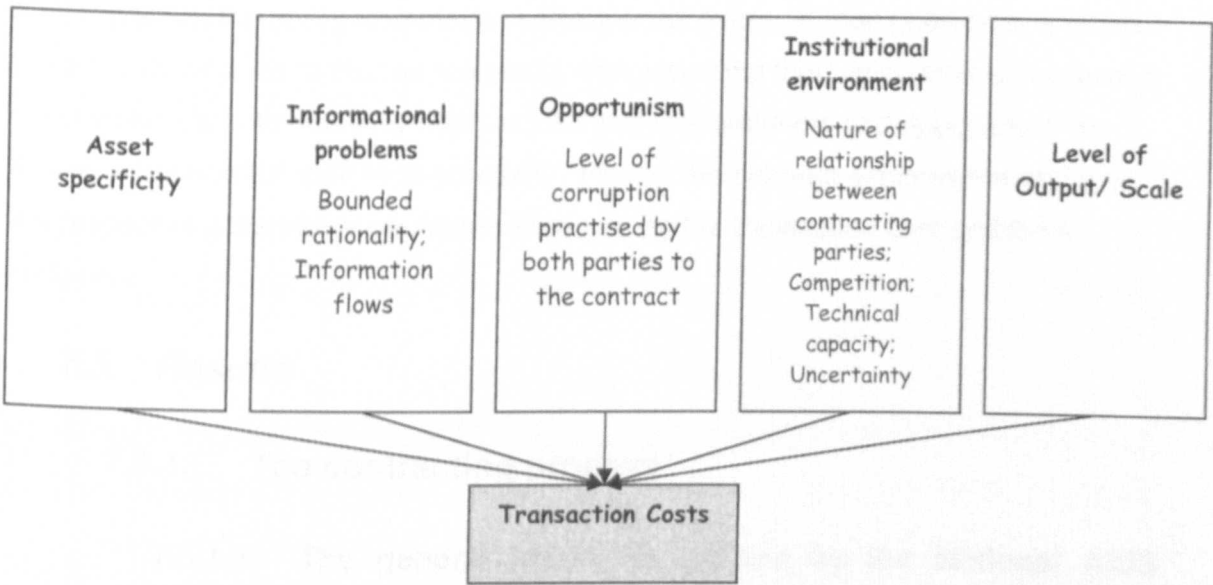 Asset
specificity
Informational
problems
Bounded
rationality;
Information
flows
Opportunism
Level of
corruption
practised by
both parties to
the contract
Institutional
environment
Nature of
relationship
between
contracting
parties;
Competition;
Technical
capacity;
Uncertainty
Level of
Output/ Scale
Transaction Costs